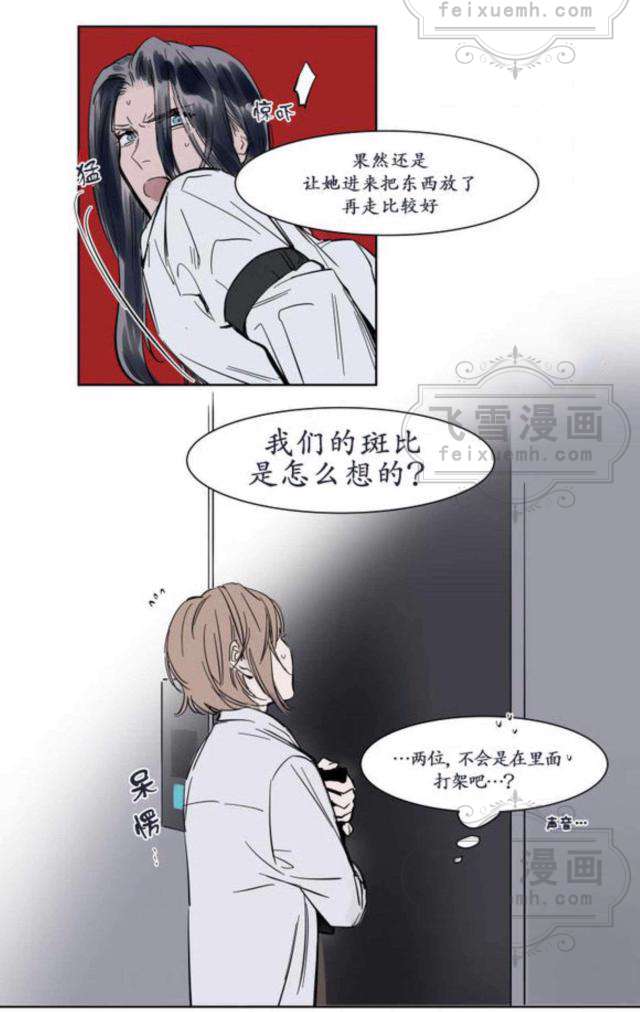 feixuemh.com
惊吓
猛
果然还是
让她进来把东西放了
再走比较好
飞雪漫画
feixuemh.com
我们的斑比
是怎么想的?
…两位，不会是在里面
打架吧…?
呆愣…
声音…
漫画
xuemh.com